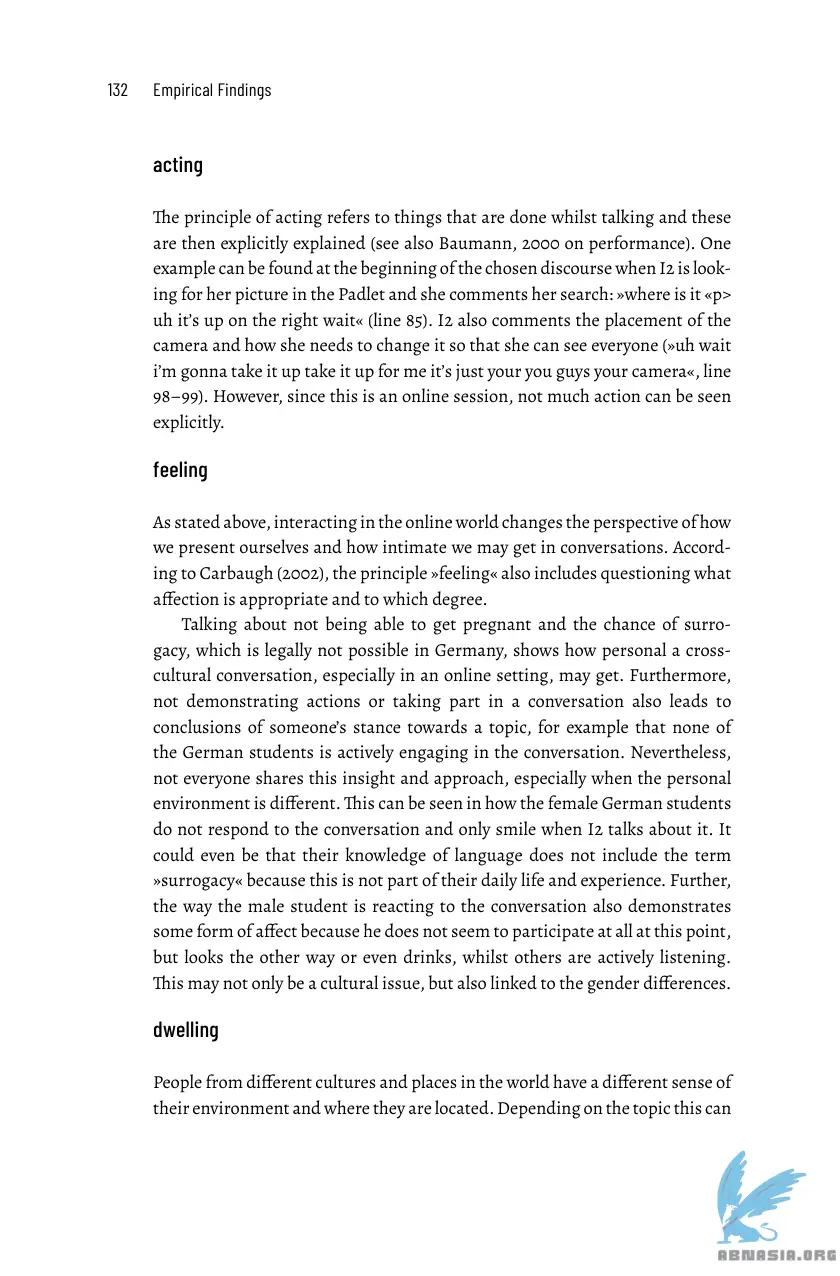 132 Empirical Findings
acting
The principle of acting refers to things that are done whilst talking and these
are then explicitly explained (see also Baumann, 2000 on performance). One
example can be found at the beginning of the chosen discourse when I2 is look-
ing for her picture in the Padlet and she comments her search: »where is it «p>
uh it’s up on the right wait« (line 85). I2 also comments the placement of the
camera and how she needs to change it so that she can see everyone (»uh wait
i’m gonna take it up take it up for me it’s just your you guys your camera«, line
98–99). However, since this is an online session, not much action can be seen
explicitly.
feeling
As stated above, interacting in the online world changes the perspective of how
we present ourselves and how intimate we may get in conversations. Accord-
ing to Carbaugh (2002), the principle »feeling« also includes questioning what
affection is appropriate and to which degree.
Talking about not being able to get pregnant and the chance of surro-
gacy, which is legally not possible in Germany, shows how personal a cross-
cultural conversation, especially in an online setting, may get. Furthermore,
not demonstrating actions or taking part in a conversation also leads to
conclusions of someone’s stance towards a topic, for example that none of
the German students is actively engaging in the conversation. Nevertheless,
not everyone shares this insight and approach, especially when the personal
environment is different. This can be seen in how the female German students
do not respond to the conversation and only smile when I2 talks about it. It
could even be that their knowledge of language does not include the term
»surrogacy« because this is not part of their daily life and experience. Further,
the way the male student is reacting to the conversation also demonstrates
some form of affect because he does not seem to participate at all at this point,
but looks the other way or even drinks, whilst others are actively listening.
This may not only be a cultural issue, but also linked to the gender differences.
dwelling
People from different cultures and places in the world have a different sense of
their environment and where they are located. Depending on the topic this can
ABNASIA.ORG